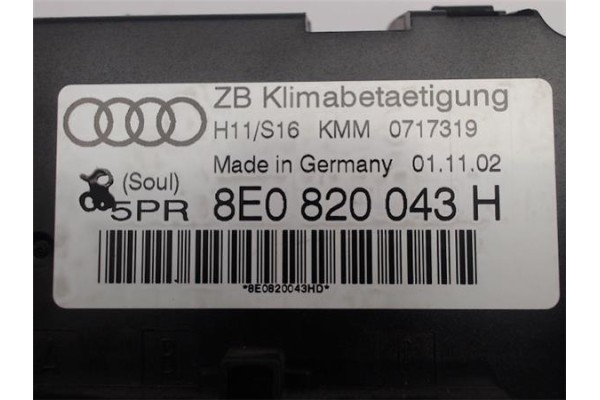 ZB Klimabetaetigung
H11/S16 KMM 0717319
Made in Germany 01.11.02
(Soul)
5PR 8E0 820 043 H
*8E0820043HD*